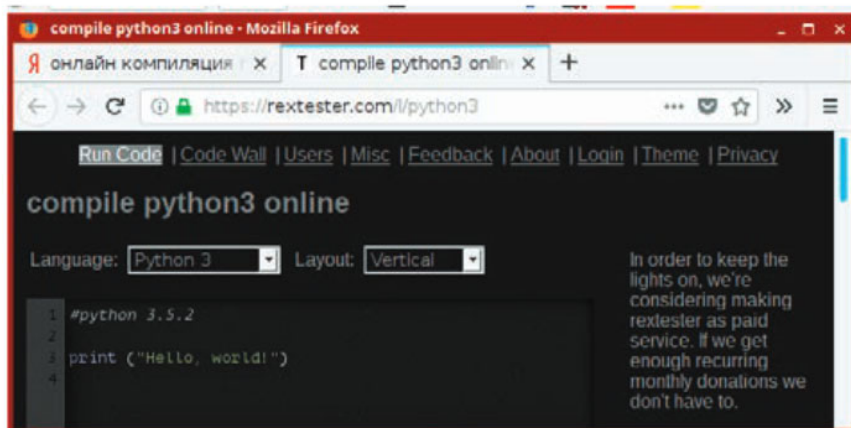 compile python3 online - Mozilla Firefox
Я онлайн компиляция
T compile python3 onlin
https://rextester.com/l/python3
Run Code | Code Wall | Users | Misc | Feedback | About | Login | Theme | Privacy
compile python3 online
Language: Python 3 Layout: Vertical
1 #python 3.5.2
2
3 print ("Hello, world!")
4
In order to keep the
lights on, we're
considering making
rextester as paid
service. If we get
enough recurring
monthly donations we
don't have to.